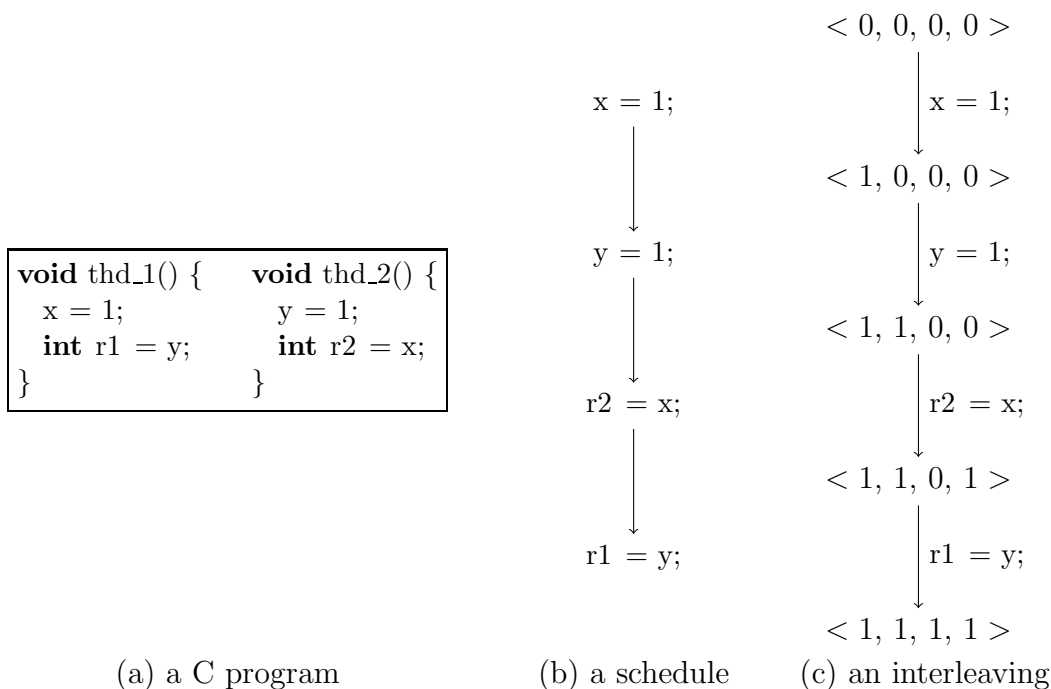 void thd_1() {
x = 1;
int r1 = y;
}
void thd_2() {
y = 1;
int r2 = x;
}
(a) a C program
x = 1;
y = 1;
r2 = x;
r1 = y;
(b) a schedule
< 0, 0, 0, 0 >
x = 1;
< 1, 0, 0, 0 >
y = 1;
< 1, 1, 0, 0 >
r2 = x;
< 1, 1, 0, 1 >
r1 = y;
< 1, 1, 1, 1 >
(c) an interleaving